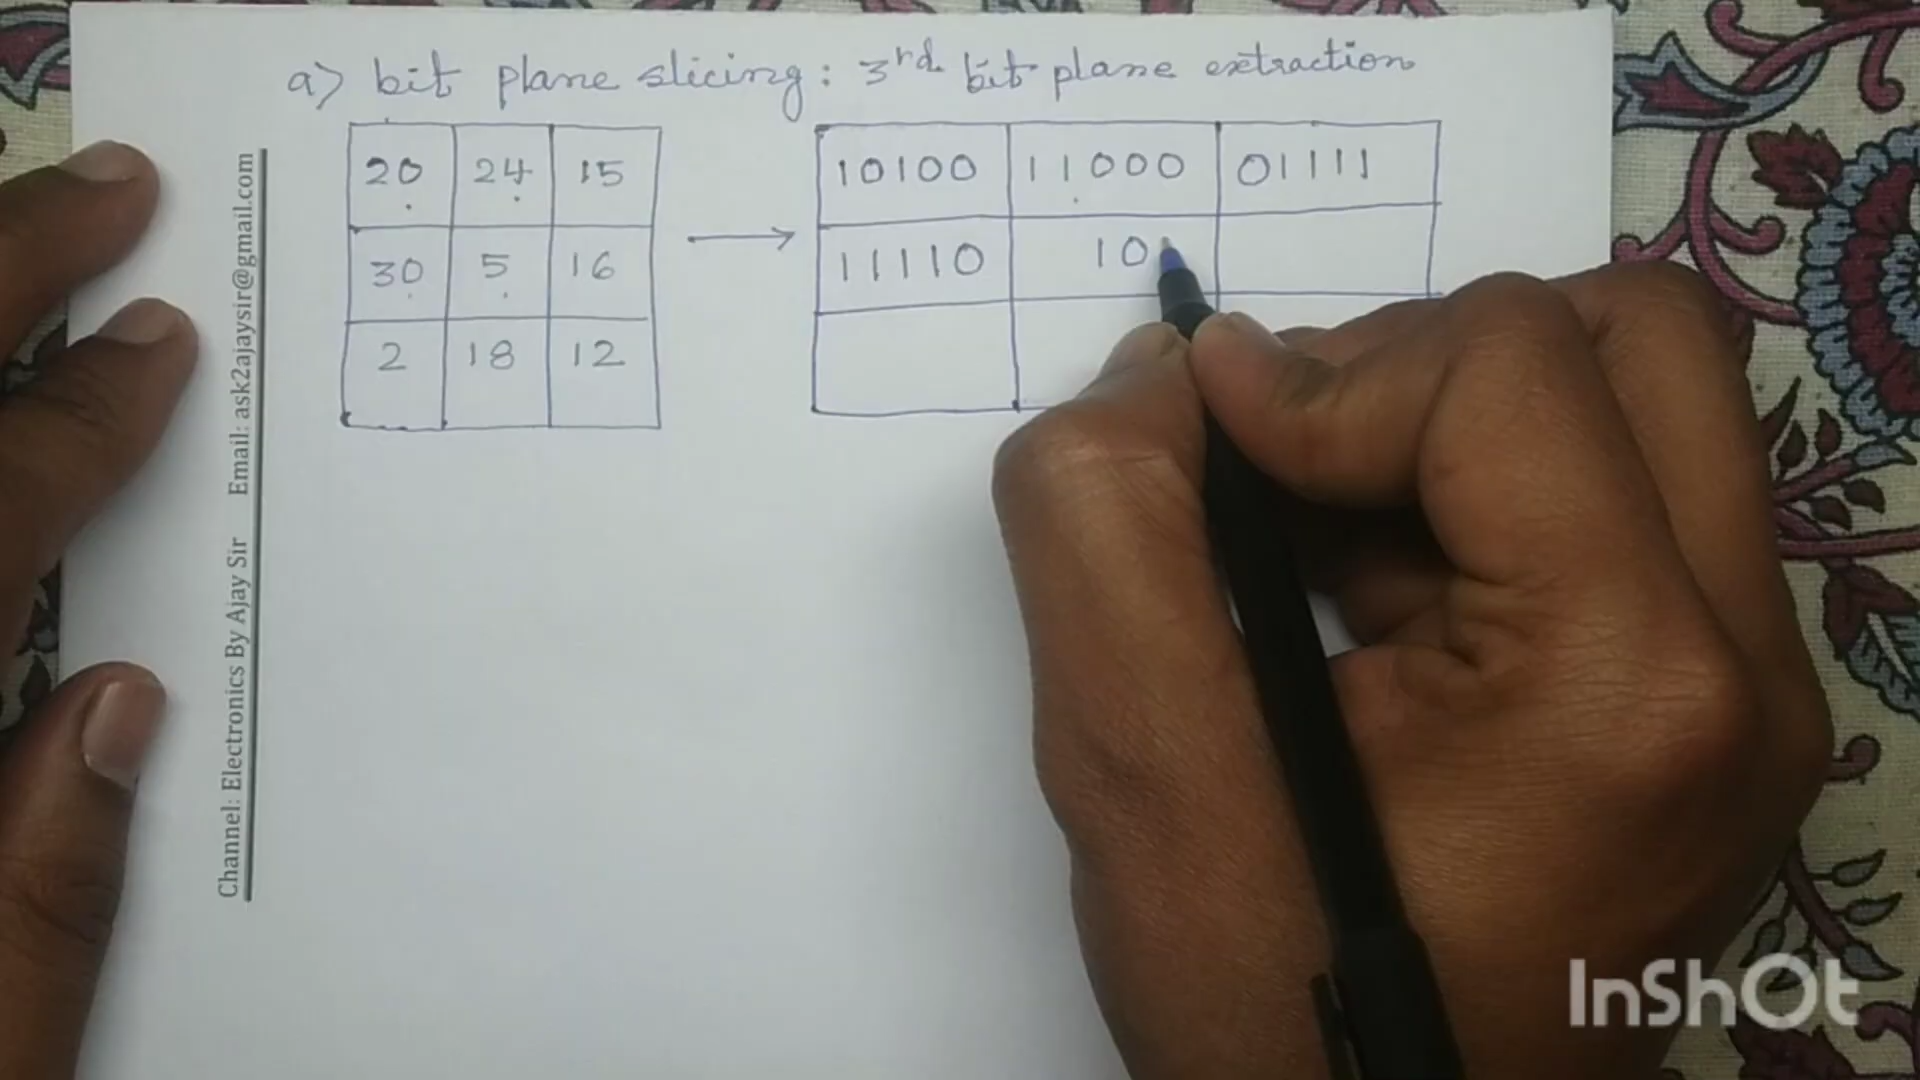 a) bit plane slicing: 3rd bit plane extraction
20 24 15
30 5 16
2 18 12
10100 11000 01111
11110 10
Channel: Electronics By Ajay Sir Email: ask2ajaysir@gmail.com
InShOt